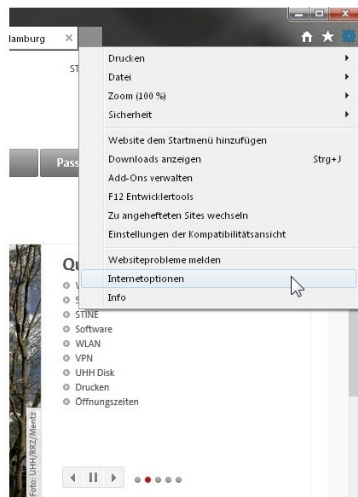 Hamburg
ST
Drucken
Datei
Zoom (100 %)
Sicherheit
Website dem Startmenü hinzufügen
Downloads anzeigen Strg+J
Add-Ons verwalten
F12 Entwicklertools
Zu angehefteten Sites wechseln
Einstellungen der Kompatibilitätsansicht
Websiteprobleme melden
Internetoptionen
Info
Pass
Qu
STINE
Software
WLAN
VPN
UHH Disk
Drucken
Öffnungszeiten
Foto: UHH/RRZ/Mentz